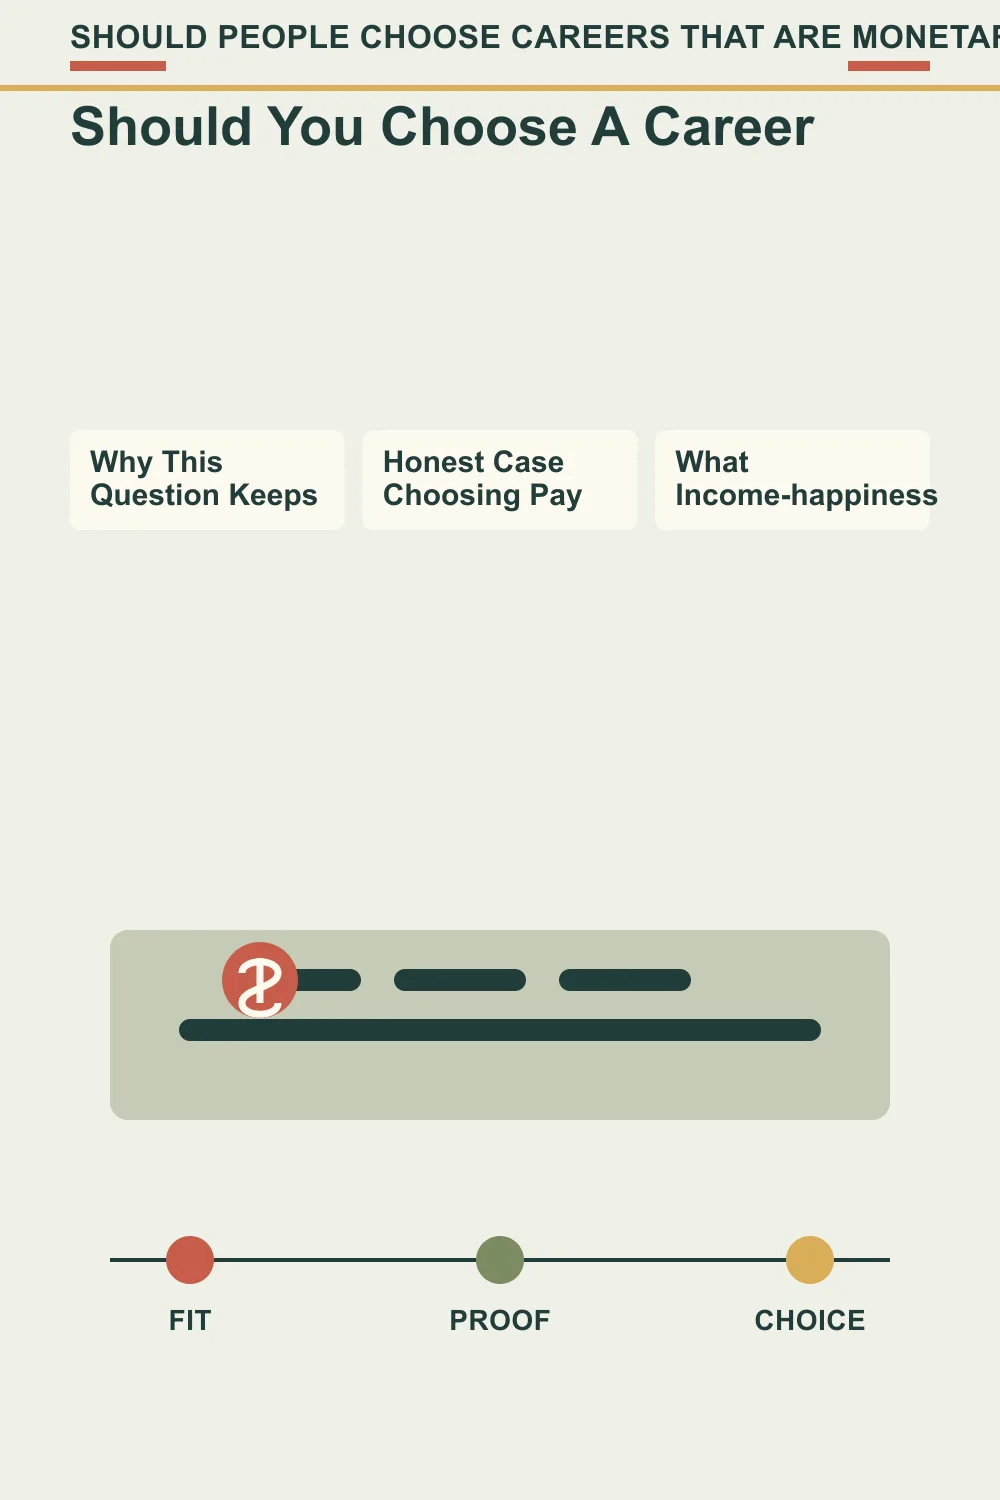 SHOULD PEOPLE CHOOSE CAREERS THAT ARE MONETAR
Should You Choose A Career
Why This
Question Keeps
Honest Case
Choosing Pay
What
Income-happiness
FIT
PROOF
CHOICE